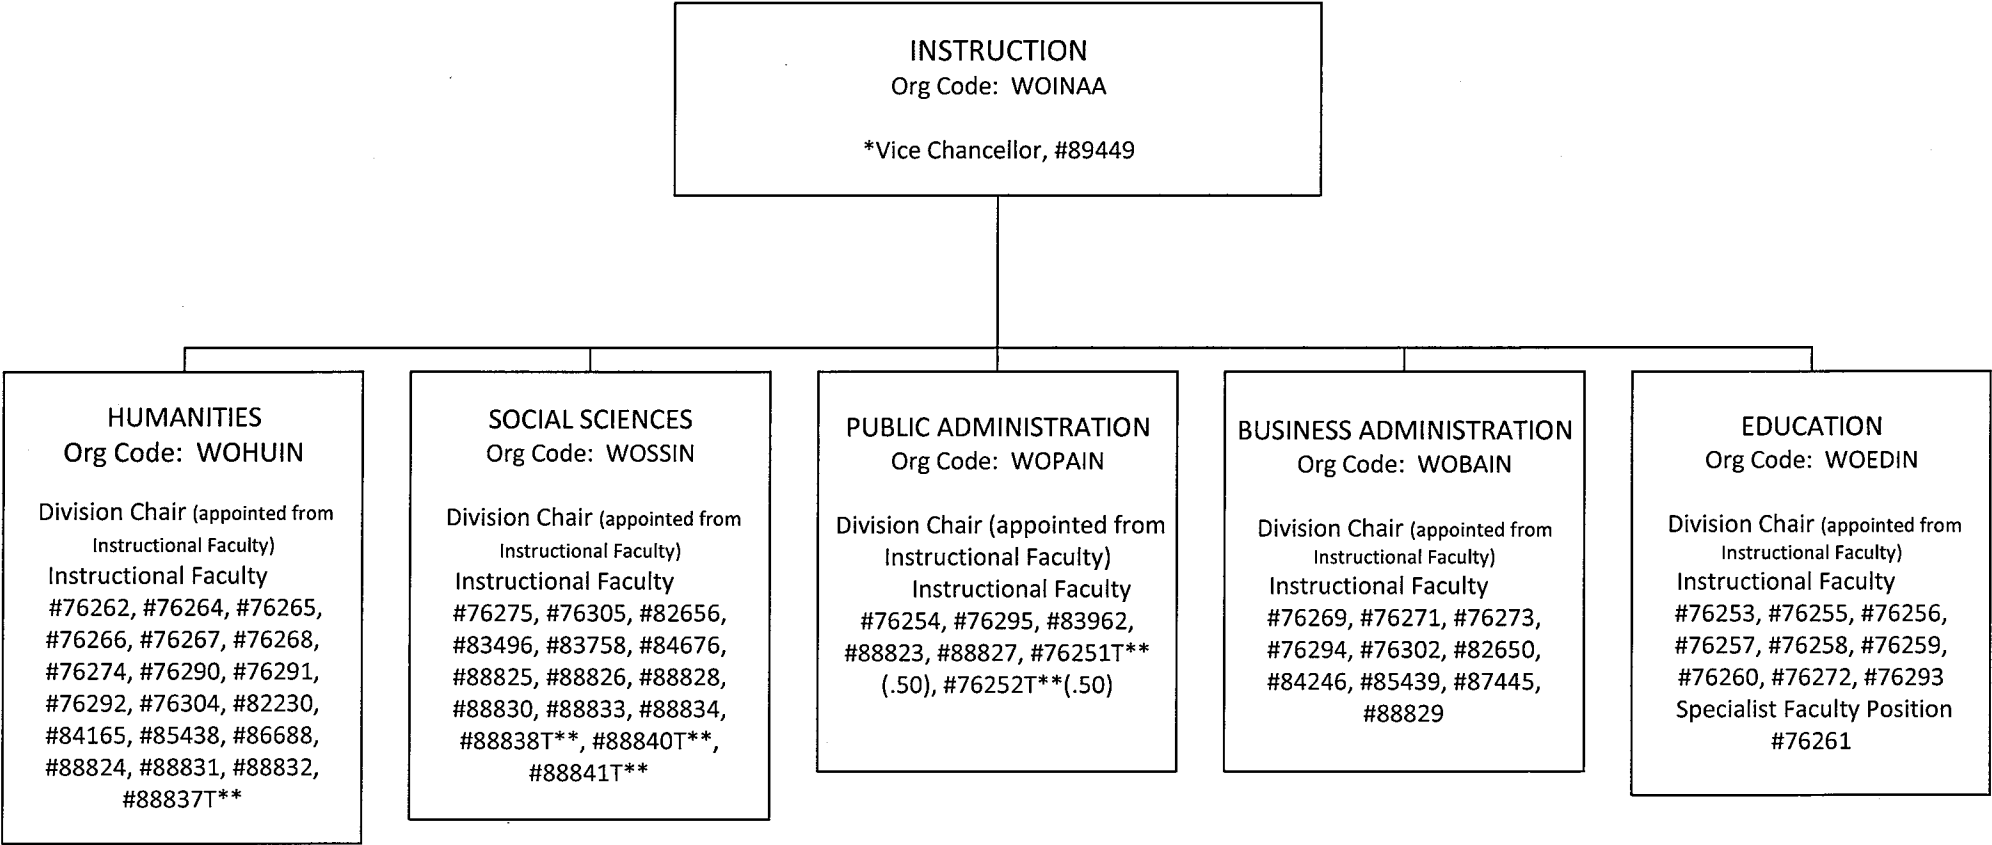 INSTRUCTION
Org Code: WOINAA
*Vice Chancellor, #89449
HUMANITIES
Org Code: WOHUIN
Division Chair (appointed from
Instructional Faculty)
Instructional Faculty
#76262, #76264, #76265,
#76266, #76267, #76268,
#76274, #76290, #76291,
#76292, #76304, #82230,
#84165, #85438, #86688,
#88824, #88831, #88832,
#88837T**
SOCIAL SCIENCES
Org Code: WOSSIN
Division Chair (appointed from
Instructional Faculty)
Instructional Faculty
#76275, #76305, #82656,
#83496, #83758, #84676,
#88825, #88826, #88828,
#88830, #88833, #88834,
#88838T**, #88840T**,
#88841T**
PUBLIC ADMINISTRATION
Org Code: WOPAIN
Division Chair (appointed from
Instructional Faculty)
Instructional Faculty
#76254, #76295, #83962,
#88823, #88827, #76251T**
(.50), #76252T**(.50)
BUSINESS ADMINISTRATION
Org Code: WOBAIN
Division Chair (appointed from
Instructional Faculty)
Instructional Faculty
#76269, #76271, #76273,
#76294, #76302, #82650,
#84246, #85439, #87445,
#88829
EDUCATION
Org Code: WOEDIN
Division Chair (appointed from
Instructional Faculty)
Instructional Faculty
#76253, #76255, #76256,
#76257, #76258, #76259,
#76260, #76272, #76293
Specialist Faculty Position
#76261